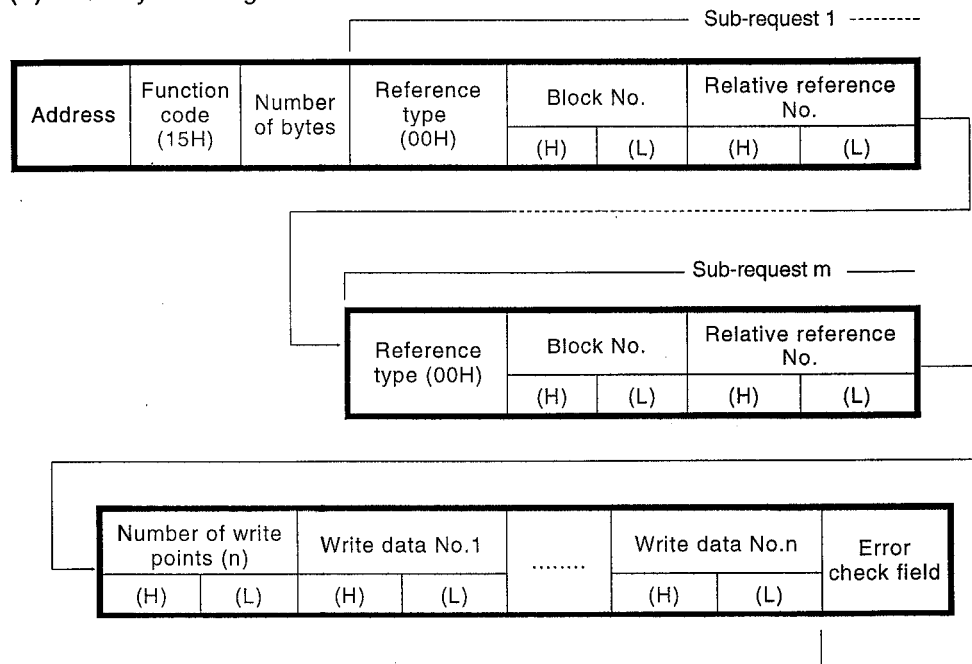 Sub-request 1
Address
Function
code
(15H)
Number
of bytes
Reference
type
(00H)
Block No.
Relative reference
No.
(H) (L) (H) (L)
Sub-request m
Reference
type (00H)
Block No.
Relative reference
No.
(H) (L) (H) (L)
Number of write
points (n)
Write data No.1
........
Write data No.n
Error
check field
(H) (L) (H) (L) (H) (L)